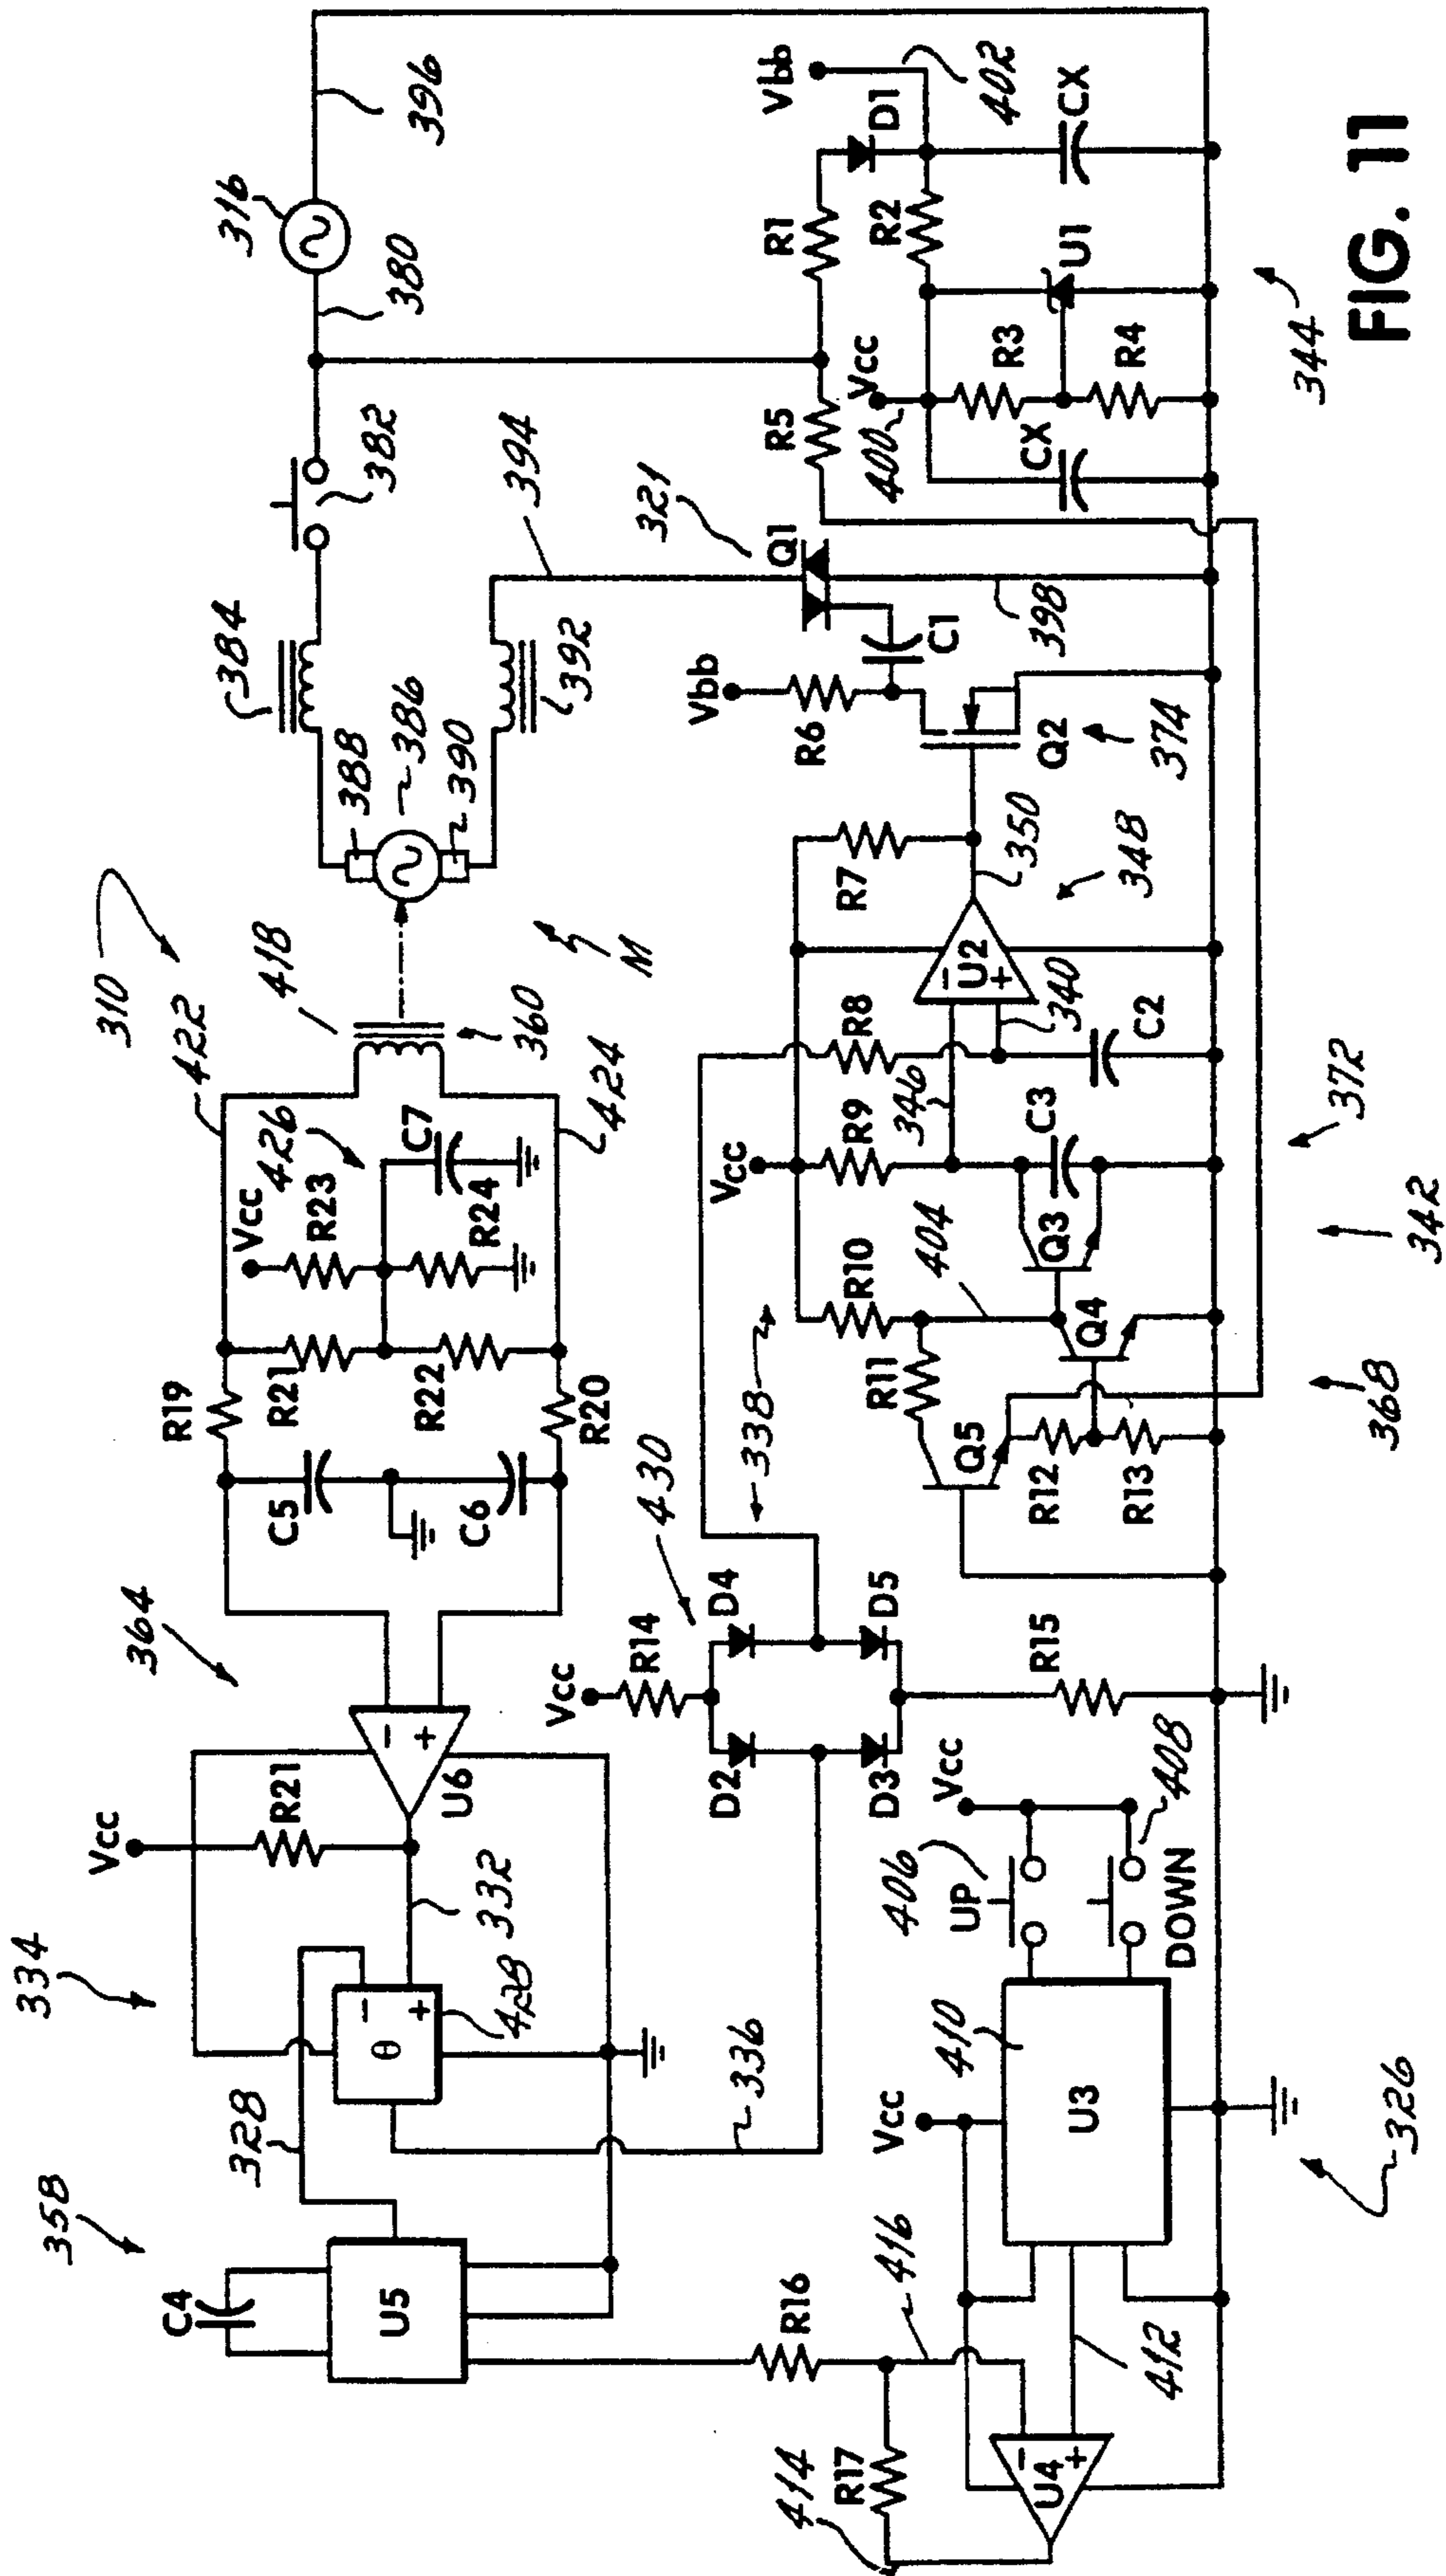 310
422
418
384
382
316
380
396
334
Vcc
R21
364
R19
R21
R23
Vcc
426
C7
R24
R22
360
388
386
390
392
M
394
358
C4
328
332
U6
−
+
C5
C6
R20
424
321
U5
θ
−
+
428
336
430
Vcc
R14
D4
D2
D5
D3
338
Vcc
R10
R9
R8
R7
Vbb
R6
C1
Q1
R5
R1
D1
Vbb
402
400
Vcc
R2
CX
R3
U1
CX
R4
R16
416
R17
414
U4
−
+
412
Vcc
U3
410
406
UP
Vcc
408
DOWN
R15
R11
404
346
U2
−
+
340
350
Q2
398
Q5
Q4
Q3
C3
C2
R12
R13
348
374
344
326
368
342
372
FIG. 11